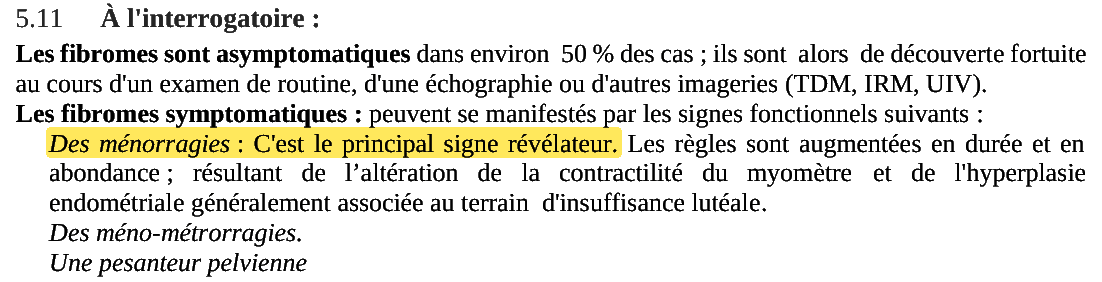 5.11 À l'interrogatoire :
Les fibromes sont asymptomatiques dans environ 50 % des cas ; ils sont alors de découverte fortuite
au cours d'un examen de routine, d'une échographie ou d'autres imageries (TDM, IRM, UIV).
Les fibromes symptomatiques : peuvent se manifestés par les signes fonctionnels suivants :
Des ménorragies : C'est le principal signe révélateur. Les règles sont augmentées en durée et en
abondance ; résultant de l’altération de la contractilité du myomètre et de l'hyperplasie
endométriale généralement associée au terrain d'insuffisance lutéale.
Des méno-métrorragies.
Une pesanteur pelvienne